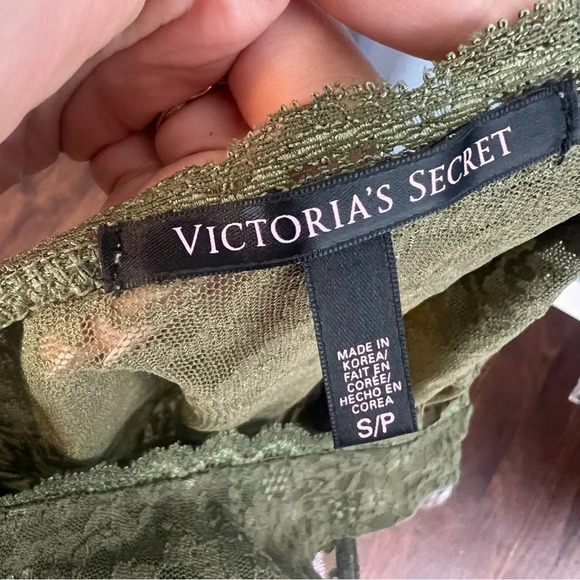 VICTORIA'S SECRET
MADE IN
KOREA/
FAIT EN
CORÉE/
HECHO EN
COREA
S/P